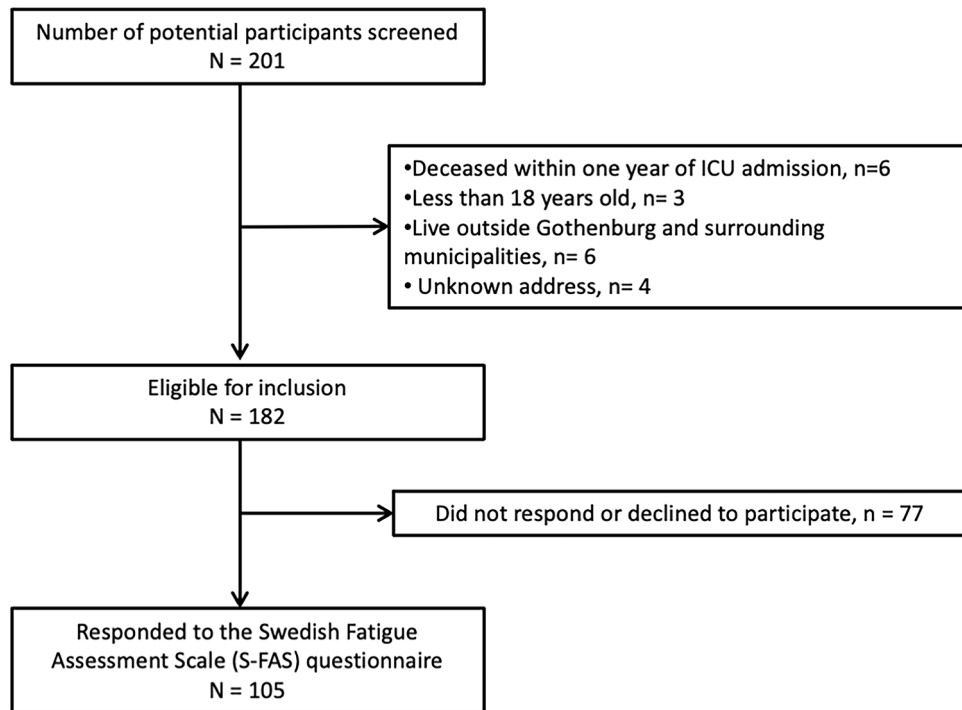 Number of potential participants screened
N = 201
•Deceased within one year of ICU admission, n=6
•Less than 18 years old, n= 3
•Live outside Gothenburg and surrounding
municipalities, n= 6
• Unknown address, n= 4
Eligible for inclusion
N = 182
Did not respond or declined to participate, n = 77
Responded to the Swedish Fatigue
Assessment Scale (S-FAS) questionnaire
N = 105